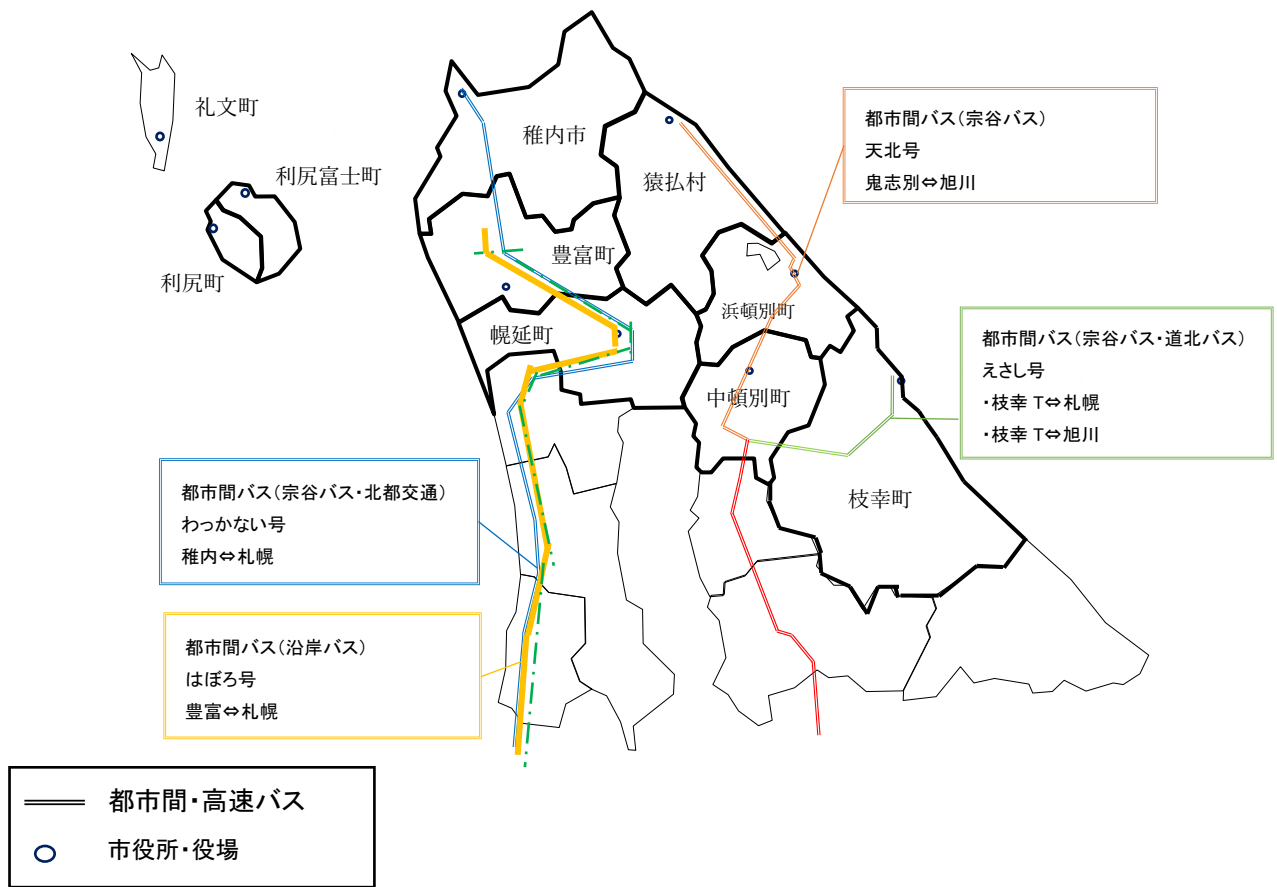 礼文町
利尻富士町
利尻町
稚内市
猿払村
豊富町
浜頓別町
幌延町
中頓別町
枝幸町
都市間バス(宗谷バス)
天北号
鬼志別⇔旭川
都市間バス(宗谷バス・道北バス)
えさし号
・枝幸 T⇔札幌
・枝幸 T⇔旭川
都市間バス(宗谷バス・北都交通)
わっかない号
稚内⇔札幌
都市間バス(沿岸バス)
はぼろ号
豊富⇔札幌
都市間・高速バス
市役所・役場